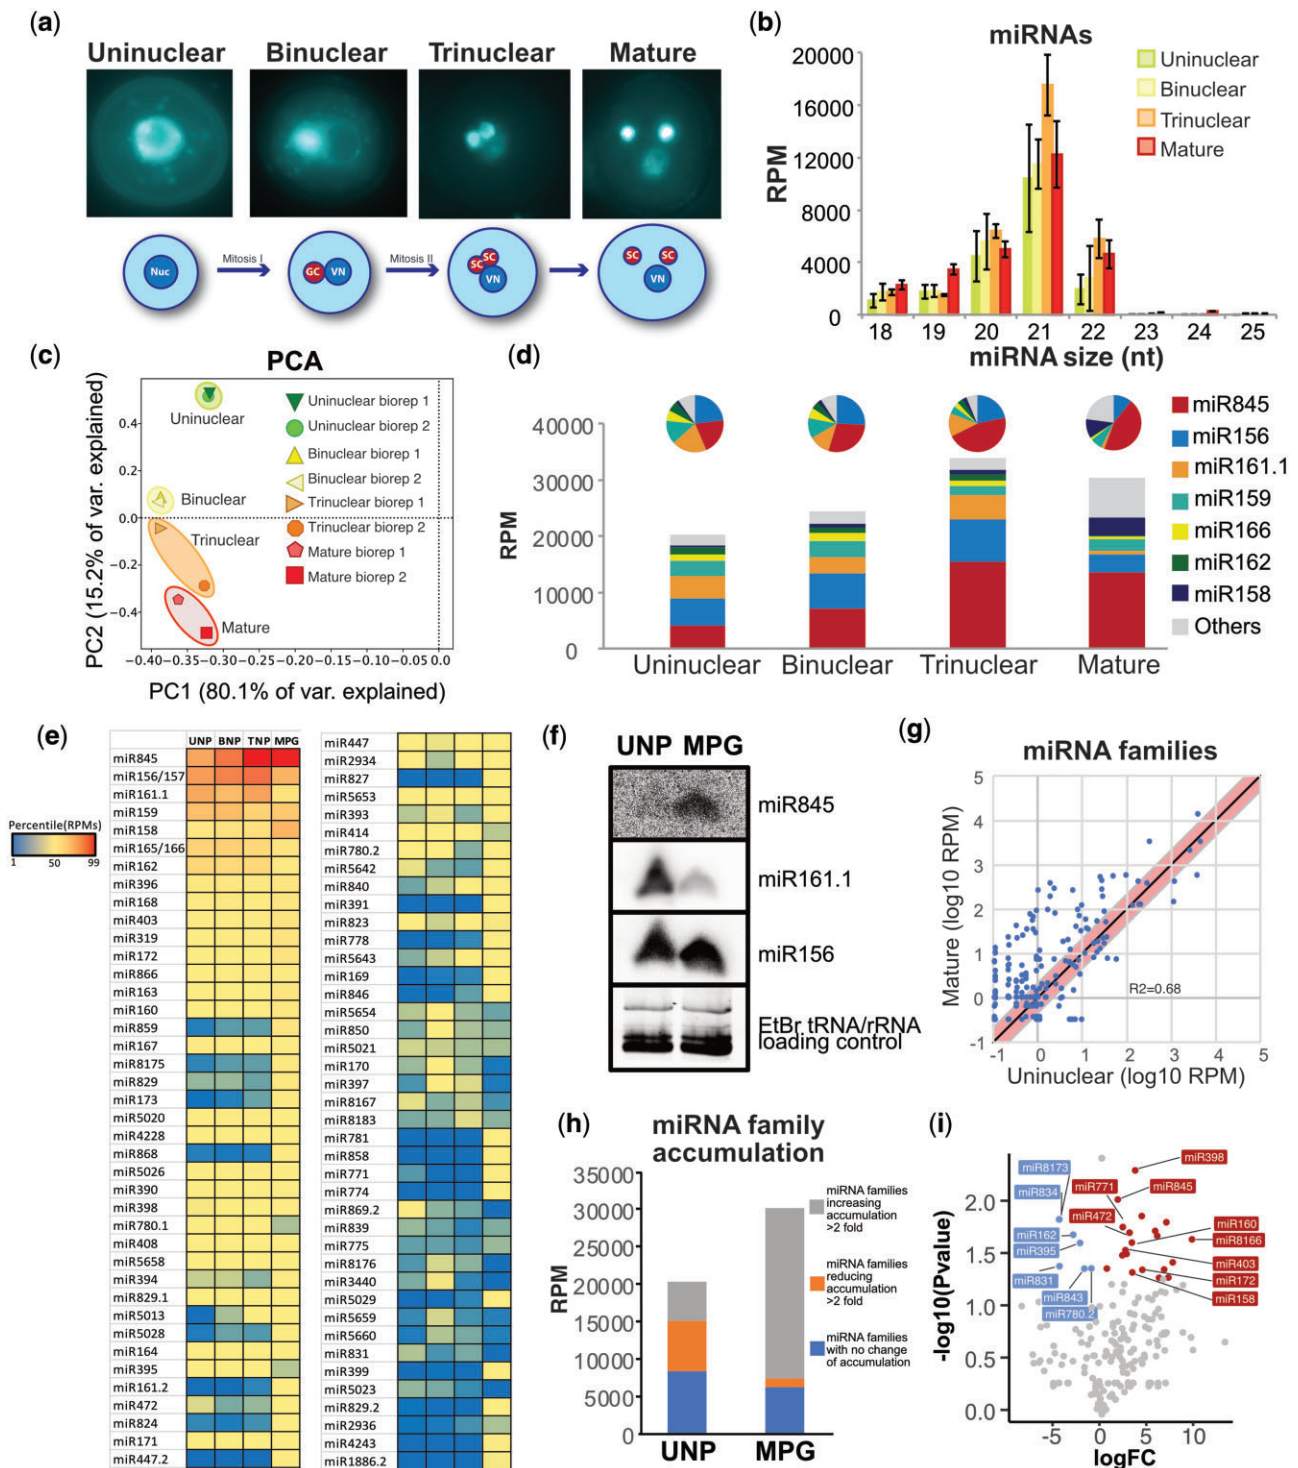 (a)
Uninuclear Binuclear Trinuclear Mature
Nuc
Mitosis I
GC VN
Mitosis II
SC SC VN
SC SC VN
(b)
miRNAs
RPM
20000
16000
12000
8000
4000
0
18 19 20 21 22 23 24 25
miRNA size (nt)
Uninuclear
Binuclear
Trinuclear
Mature
(c)
PCA
PC2 (15.2% of var. explained)
0.4
0.2
0.0
−0.2
−0.4
Uninuclear
Binuclear
Trinuclear
Mature
Uninuclear biorep 1
Uninuclear biorep 2
Binuclear biorep 1
Binuclear biorep 2
Trinuclear biorep 1
Trinuclear biorep 2
Mature biorep 1
Mature biorep 2
−0.40 −0.35 −0.30 −0.25 −0.20 −0.15 −0.10 −0.05 0.0
PC1 (80.1% of var. explained)
(d)
RPM
40000
30000
20000
10000
0
Uninuclear Binuclear Trinuclear Mature
miR845
miR156
miR161.1
miR159
miR166
miR162
miR158
Others
(e)
Percentile(RPMs)
1 50 99
UNP BNP TNP MPG
miR845
miR156/157
miR161.1
miR159
miR158
miR165/166
miR162
miR396
miR168
miR403
miR319
miR172
miR866
miR163
miR160
miR859
miR167
miR8175
miR829
miR173
miR5020
miR4228
miR868
miR5026
miR390
miR398
miR780.1
miR408
miR5658
miR394
miR829.1
miR5013
miR5028
miR164
miR395
miR161.2
miR472
miR824
miR171
miR447.2
miR447
miR2934
miR827
miR5653
miR393
miR414
miR780.2
miR5642
miR840
miR391
miR823
miR778
miR5643
miR169
miR846
miR5654
miR850
miR5021
miR170
miR397
miR8167
miR8183
miR781
miR858
miR771
miR774
miR869.2
miR839
miR775
miR8176
miR3440
miR5029
miR5659
miR5660
miR831
miR399
miR5023
miR829.2
miR2936
miR4243
miR1886.2
(f)
UNP MPG
miR845
miR161.1
miR156
EtBr tRNA/rRNA
loading control
(g)
miRNA families
Mature (log10 RPM)
5
4
3
2
1
0
-1
R2=0.68
-1 0 1 2 3 4 5
Uninuclear (log10 RPM)
(h)
miRNA family
accumulation
RPM
35000
30000
25000
20000
15000
10000
5000
0
UNP MPG
miRNA families
increasing
accumulation
>2 fold
miRNA families
reducing
accumulation
>2 fold
miRNA families
with no change
of accumulation
(i)
-log10(Pvalue)
2.0
1.5
1.0
0.5
0.0
miR8173
miR834
miR162
miR395
miR831
miR843
miR780.2
miR771
miR472
miR398
miR845
miR160
miR8166
miR403
miR172
miR158
-5 0 5 10
logFC